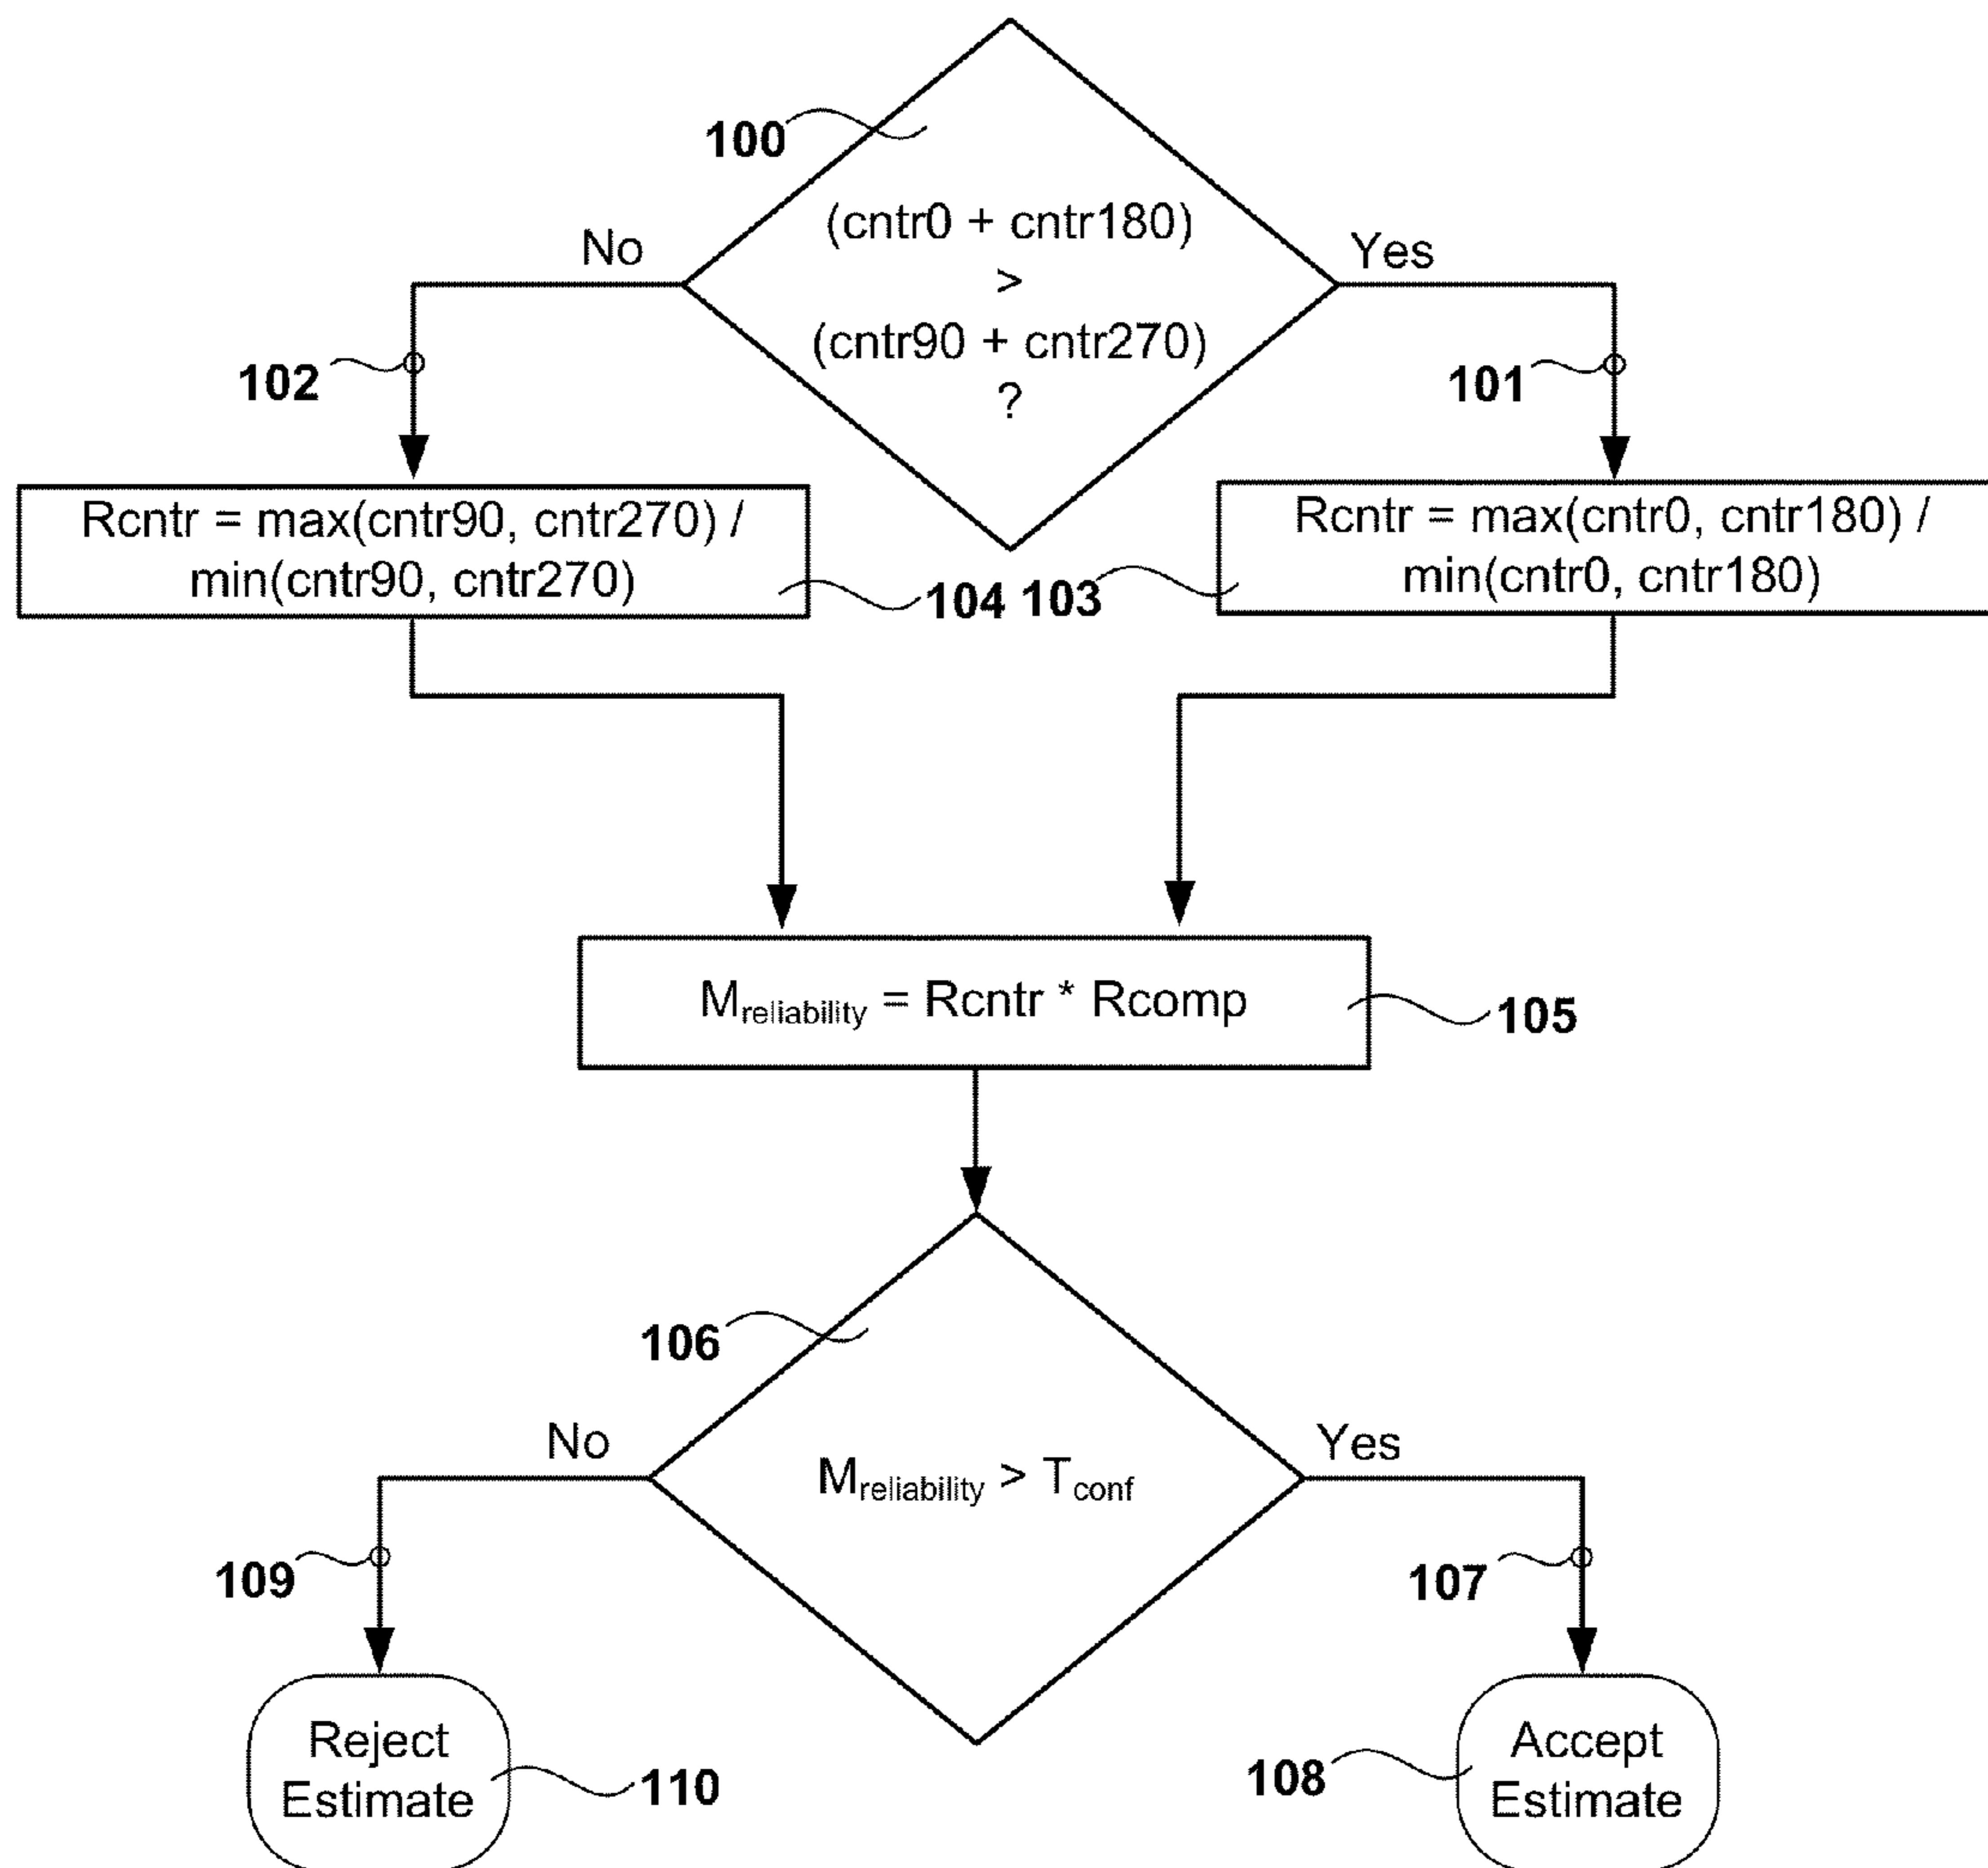 100
(cntr0 + cntr180)
>
(cntr90 + cntr270)
?
No
Yes
102
101
Rcntr = max(cntr90, cntr270) /
min(cntr90, cntr270)
Rcntr = max(cntr0, cntr180) /
min(cntr0, cntr180)
104
103
Mreliability = Rcntr * Rcomp
105
106
Mreliability > Tconf
No
Yes
109
107
Reject
Estimate
110
108
Accept
Estimate